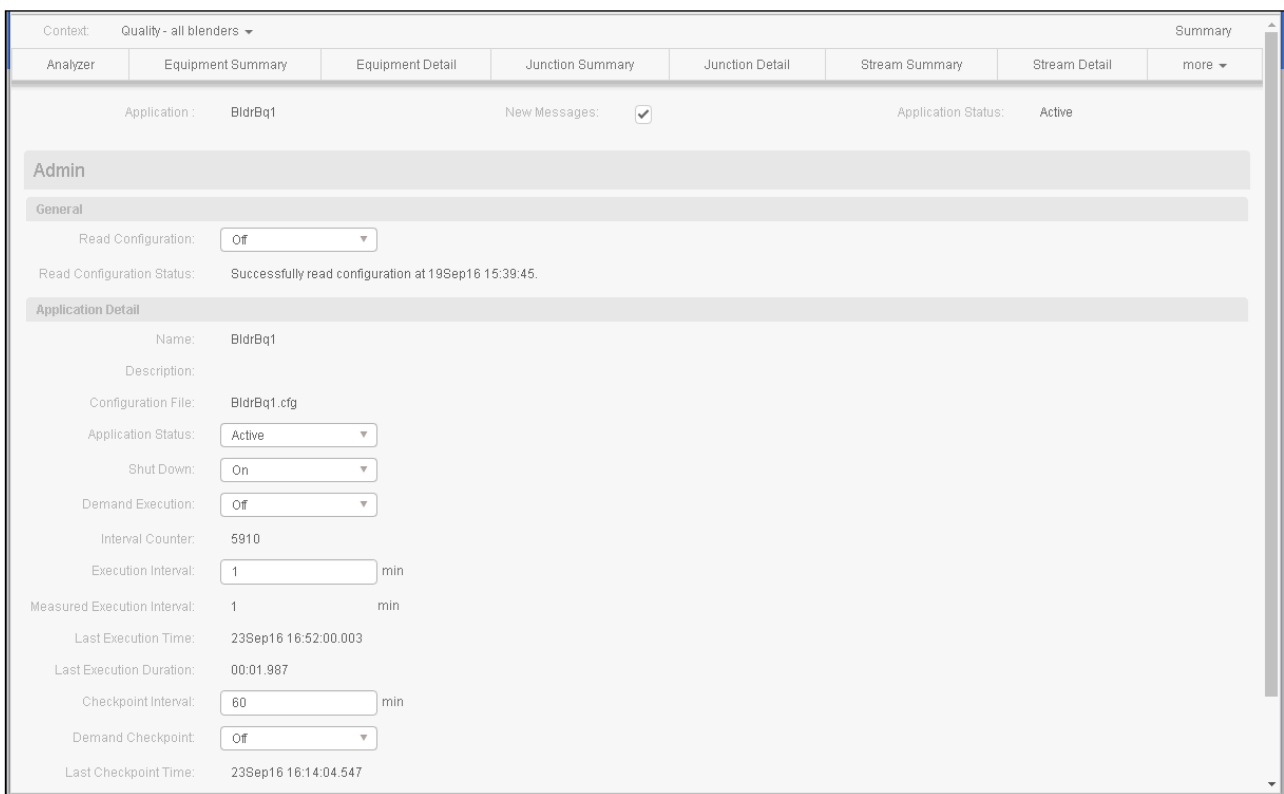 Context: Quality - all blenders Summary
Analyzer Equipment Summary Equipment Detail Junction Summary Junction Detail Stream Summary Stream Detail more
Application : BldrBq1 New Messages: Application Status: Active
Admin
General
Read Configuration: Off
Read Configuration Status: Successfully read configuration at 19Sep16 15:39:45.
Application Detail
Name: BldrBq1
Description:
Configuration File: BldrBq1.cfg
Application Status: Active
Shut Down: On
Demand Execution: Off
Interval Counter: 5910
Execution Interval: 1 min
Measured Execution Interval: 1 min
Last Execution Time: 23Sep16 16:52:00.003
Last Execution Duration: 00:01.987
Checkpoint Interval: 60 min
Demand Checkpoint: Off
Last Checkpoint Time: 23Sep16 16:14:04.547